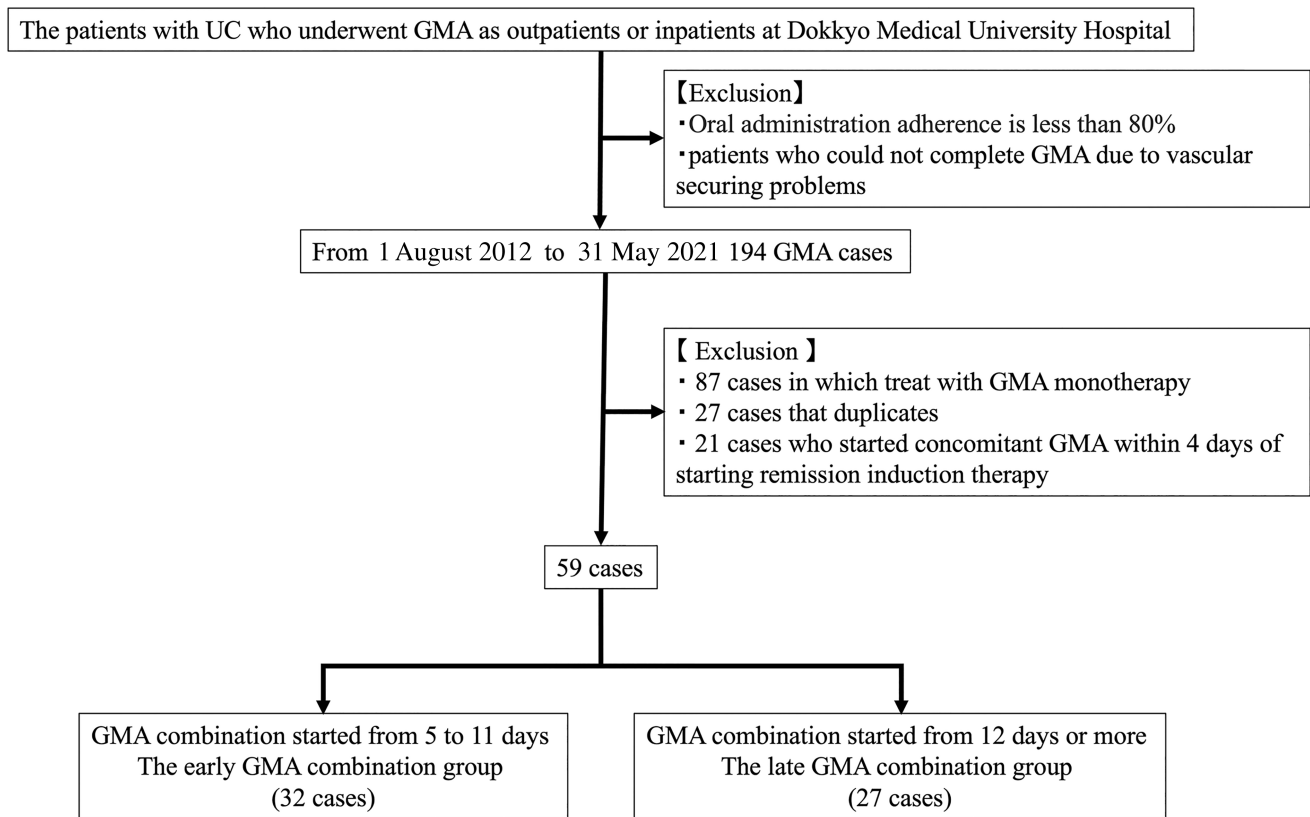 The patients with UC who underwent GMA as outpatients or inpatients at Dokkyo Medical University Hospital
【Exclusion】
・Oral administration adherence is less than 80%
・patients who could not complete GMA due to vascular
securing problems
From 1 August 2012 to 31 May 2021 194 GMA cases
【 Exclusion 】
・87 cases in which treat with GMA monotherapy
・27 cases that duplicates
・21 cases who started concomitant GMA within 4 days of
starting remission induction therapy
59 cases
GMA combination started from 5 to 11 days
The early GMA combination group
(32 cases)
GMA combination started from 12 days or more
The late GMA combination group
(27 cases)